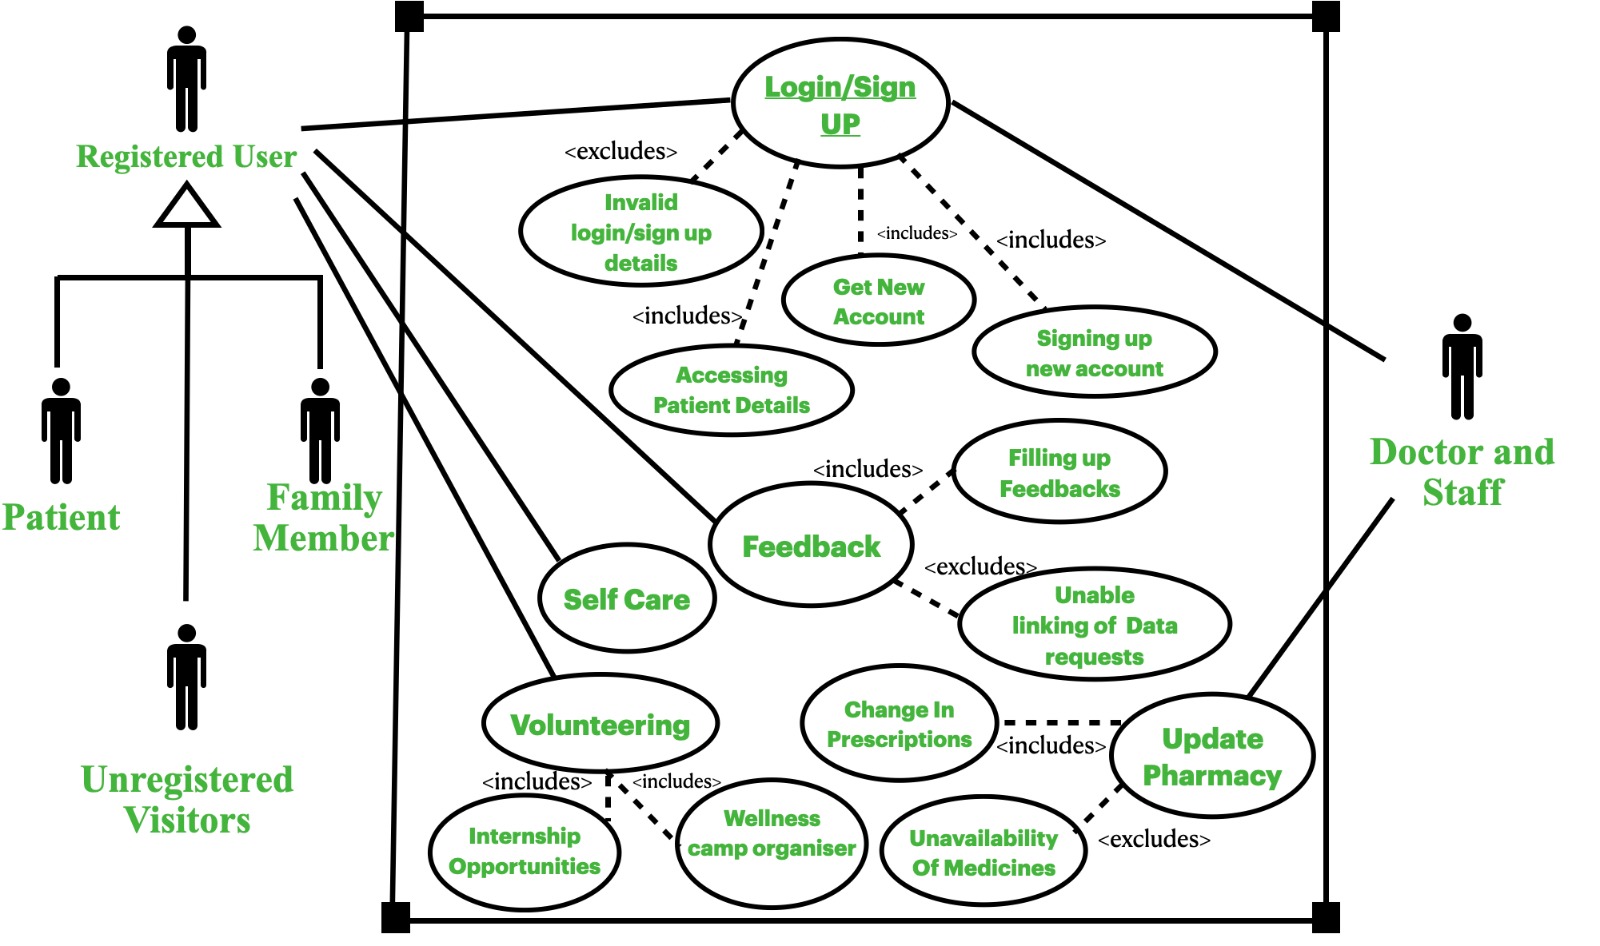 Login/Sign
UP
Registered User
<excludes>
Invalid
login/sign up
details
<includes>
<includes>
Get New
Account
<includes>
Signing up
new account
Accessing
Patient Details
Patient
Family
Member
Doctor and
Staff
<includes>
Filling up
Feedbacks
Feedback
<excludes>
Unable
linking of Data
requests
Self Care
Volunteering
Change In
Prescriptions
<includes>
Update
Pharmacy
Unregistered
Visitors
<includes>
<includes>
Internship
Opportunities
Wellness
camp organiser
Unavailability
Of Medicines
<excludes>